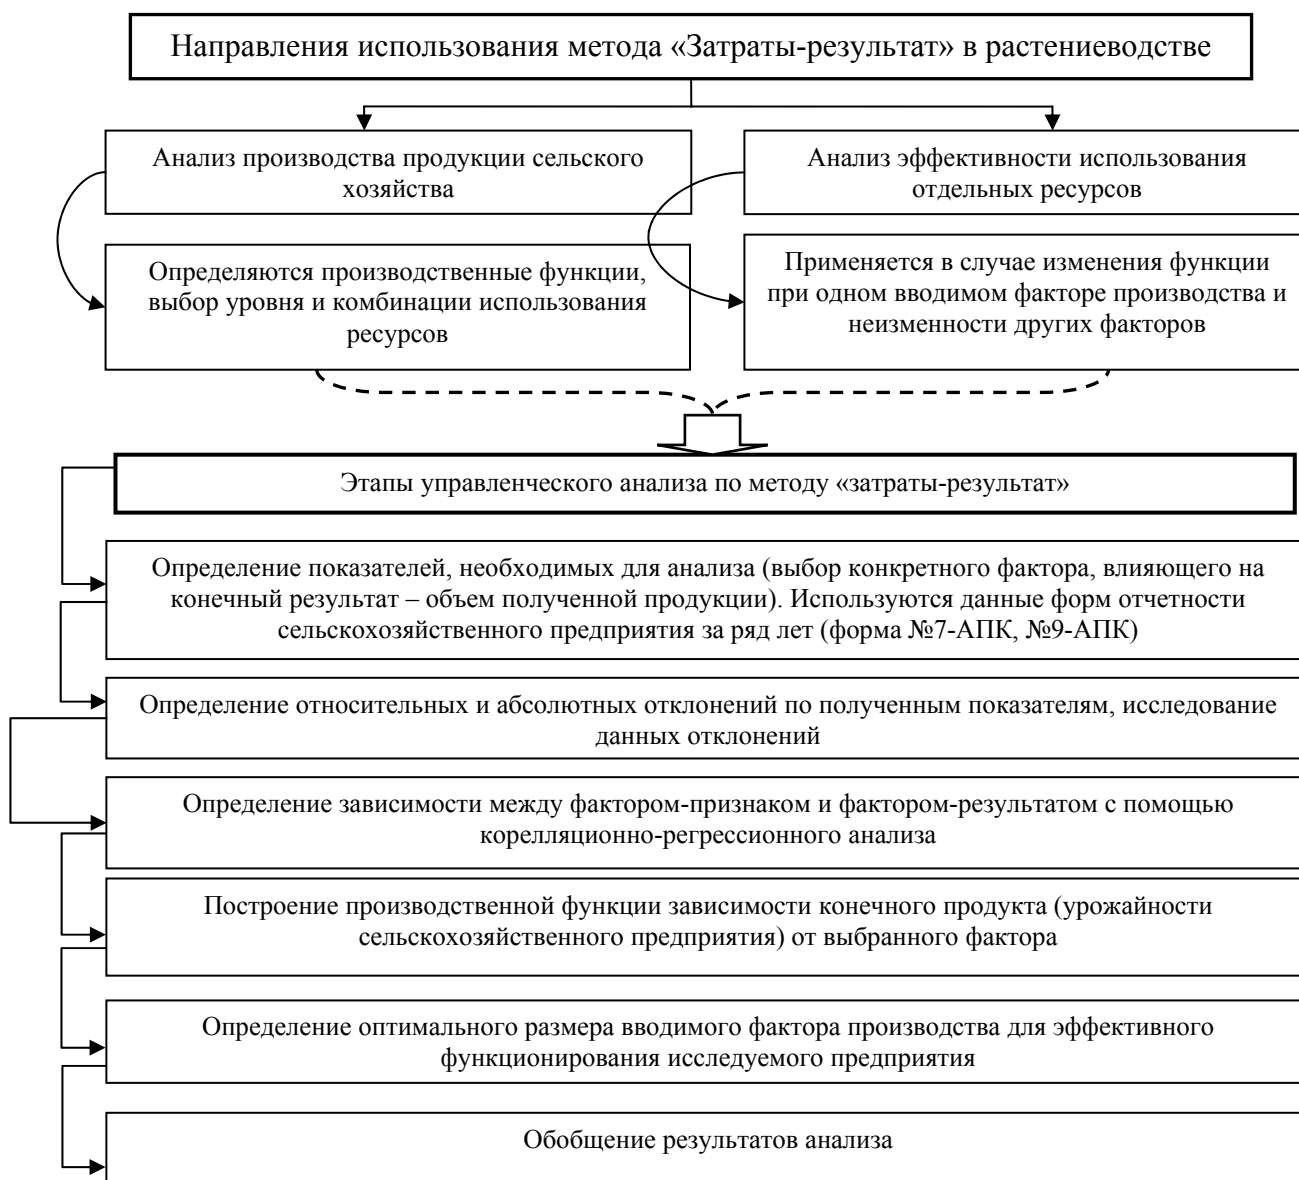 Направления использования метода «Затраты-результат» в растениеводстве
Анализ производства продукции сельского
хозяйства
Анализ эффективности использования
отдельных ресурсов
Определяются производственные функции,
выбор уровня и комбинации использования
ресурсов
Применяется в случае изменения функции
при одном вводимом факторе производства и
неизменности других факторов
Этапы управленческого анализа по методу «затраты-результат»
Определение показателей, необходимых для анализа (выбор конкретного фактора, влияющего на
конечный результат – объем полученной продукции). Используются данные форм отчетности
сельскохозяйственного предприятия за ряд лет (форма №7-АПК, №9-АПК)
Определение относительных и абсолютных отклонений по полученным показателям, исследование
данных отклонений
Определение зависимости между фактором-признаком и фактором-результатом с помощью
корелляционно-регрессионного анализа
Построение производственной функции зависимости конечного продукта (урожайности
сельскохозяйственного предприятия) от выбранного фактора
Определение оптимального размера вводимого фактора производства для эффективного
функционирования исследуемого предприятия
Обобщение результатов анализа